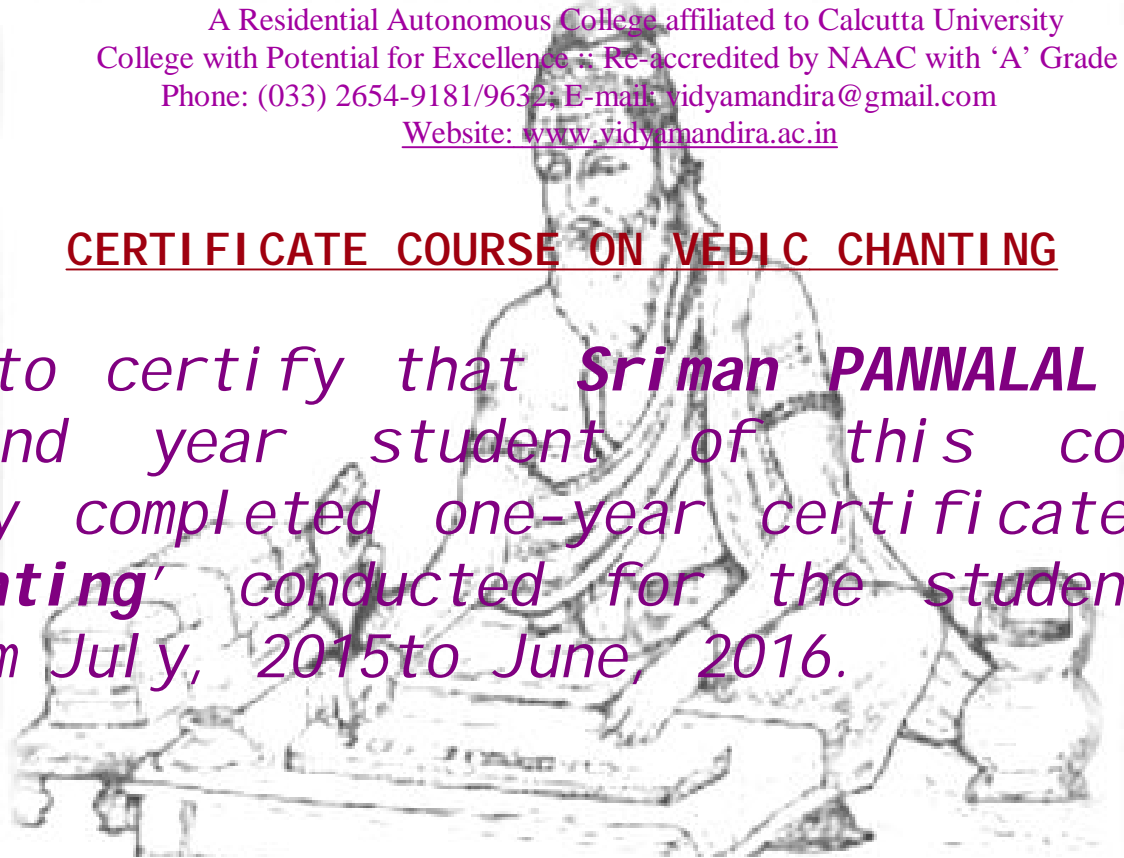 A Residential Autonomous College affiliated to Calcutta University
College with Potential for Excellence :: Re-accredited by NAAC with ‘A’ Grade
Phone: (033) 2654-9181/9632; E-mail: vidyamandira@gmail.com
Website: www.vidyamandira.ac.in
CERTIFICATE COURSE ON VEDIC CHANTING
to certify that Sriman PANNALAL
nd year student of this co
y completed one-year certificate
nting’ conducted for the studen
m July, 2015to June, 2016.